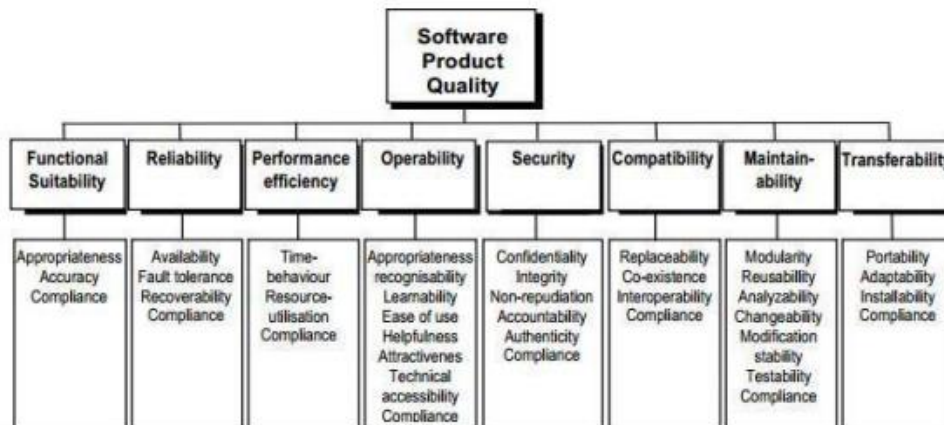 Software
Product
Quality
Functional
Suitability
Reliability
Performance
efficiency
Operability
Security
Compatibility
Maintain-
ability
Transferability
Appropriateness
Accuracy
Compliance
Availability
Fault tolerance
Recoverability
Compliance
Time-
behaviour
Resource-
utilisation
Compliance
Appropriateness
recognisability
Learnability
Ease of use
Helpfulness
Attractivenes
Technical
accessibility
Compliance
Confidentiality
Integrity
Non-repudiation
Accountability
Authenticity
Compliance
Replaceability
Co-existence
Interoperability
Compliance
Modularity
Reusabillity
Analyzability
Changeability
Modification
stability
Testability
Compliance
Portability
Adaptability
Installability
Compliance